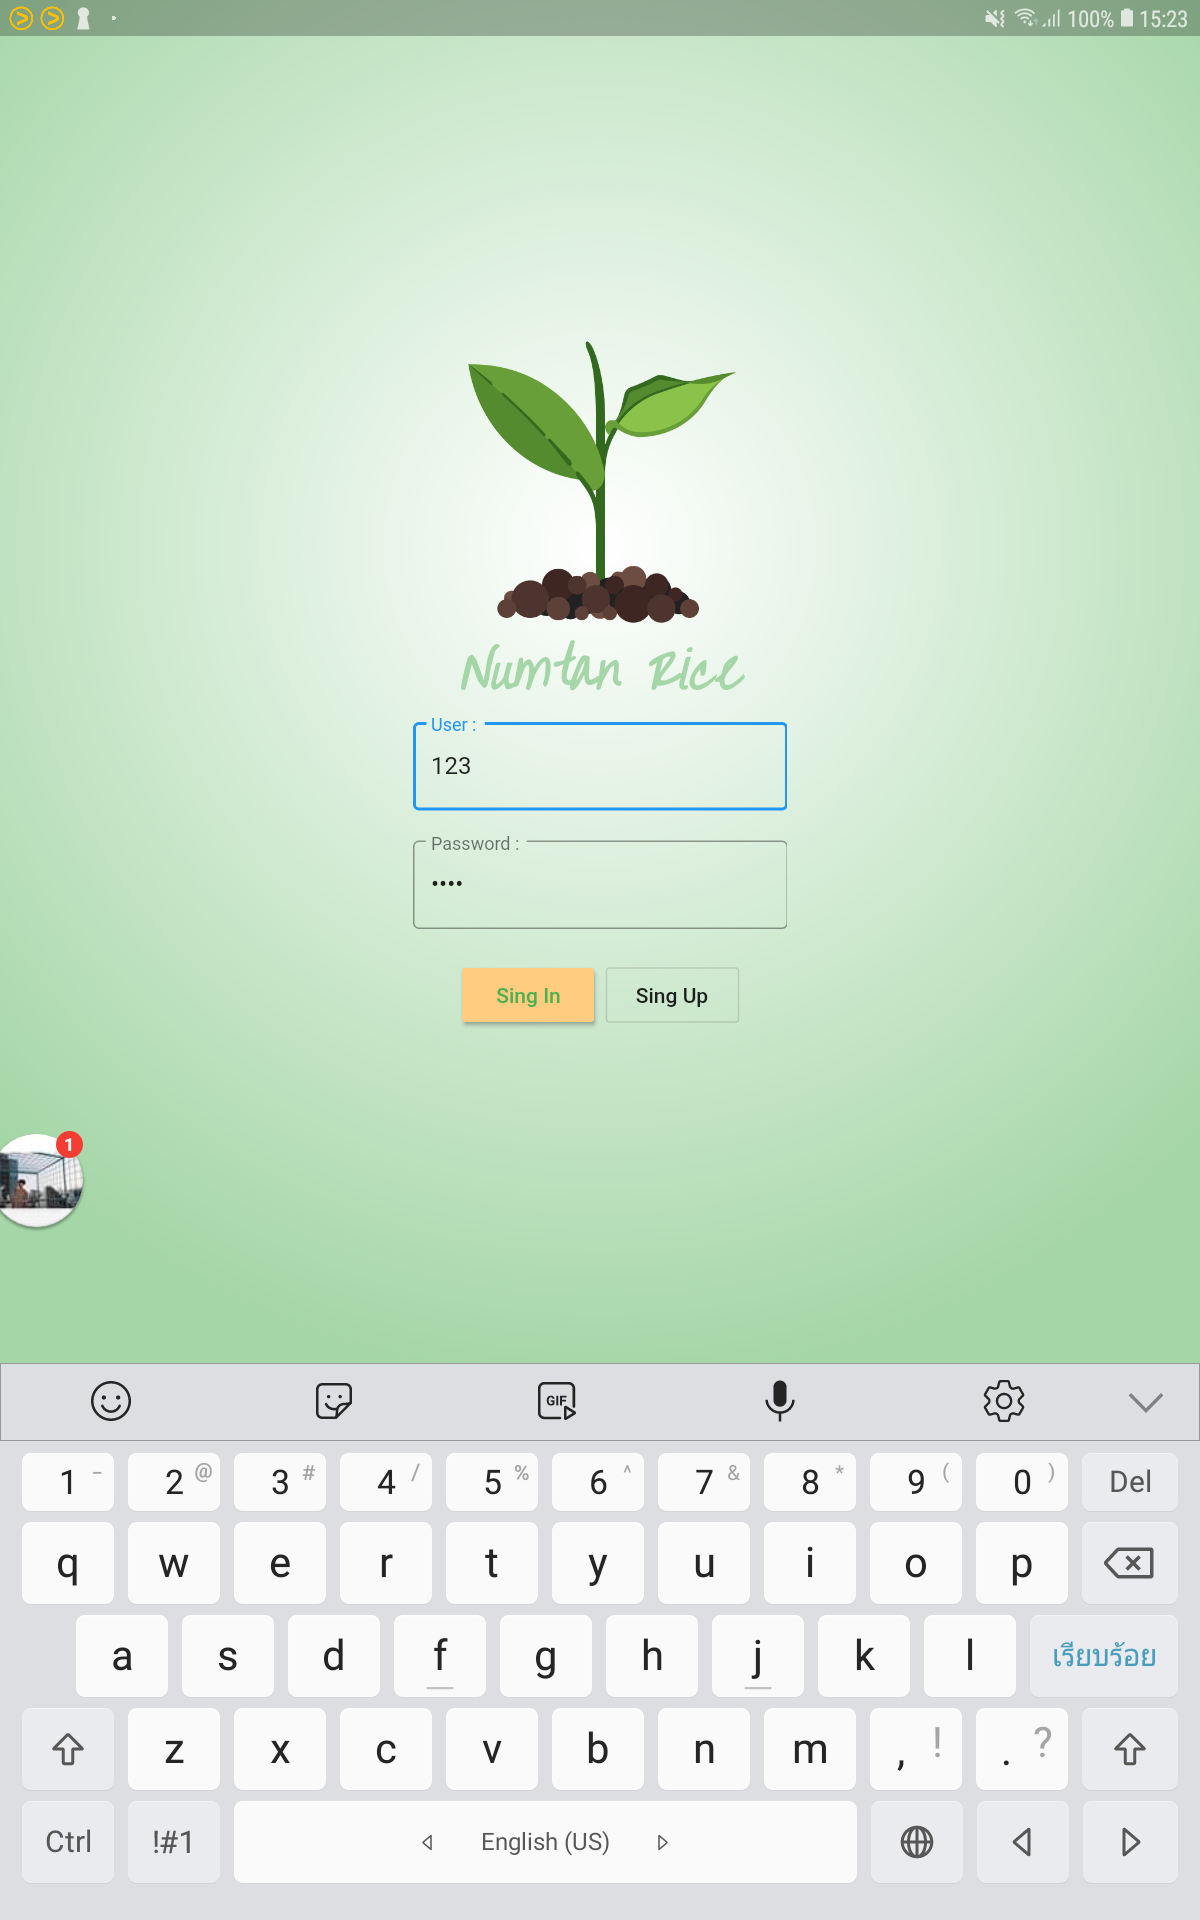 100% 15:23
Numtan Rice
User :
123
Password :
••••
Sing In Sing Up
1
GIF
1 - 2 @ 3 # 4 / 5 % 6 ^ 7 & 8 * 9 ( 0 ) Del
q w e r t y u i o p
a s d f g h j k l เรียบร้อย
z x c v b n m , ! . ?
Ctrl !#1 English (US)